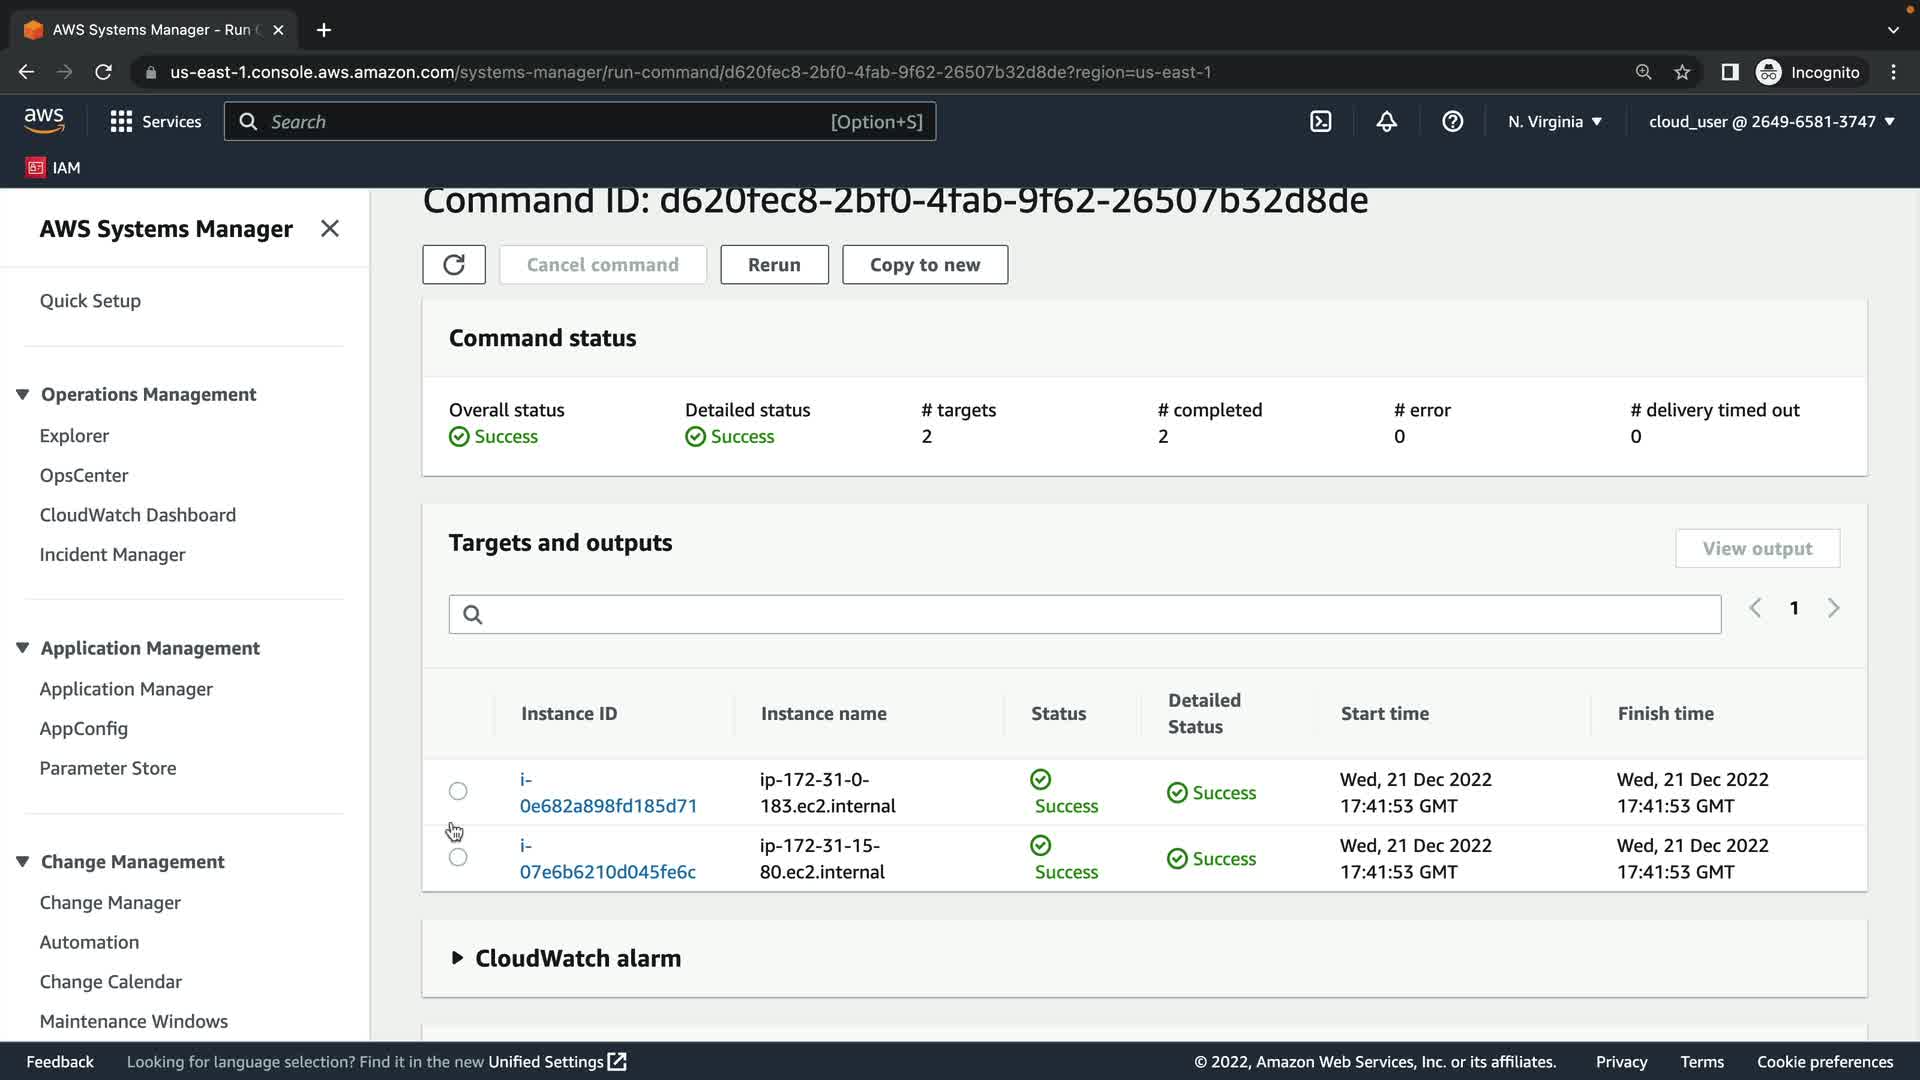 AWS Systems Manager - Run C
us-east-1.console.aws.amazon.com/systems-manager/run-command/d620fec8-2bf0-4fab-9f62-26507b32d8de?region=us-east-1
Incognito
aws
Services
Search
[Option+S]
N. Virginia
cloud_user @ 2649-6581-3747
IAM
AWS Systems Manager
Quick Setup
Operations Management
Explorer
OpsCenter
CloudWatch Dashboard
Incident Manager
Application Management
Application Manager
AppConfig
Parameter Store
Change Management
Change Manager
Automation
Change Calendar
Maintenance Windows
Command ID: d620fec8-2bf0-4fab-9f62-26507b32d8de
Cancel command
Rerun
Copy to new
Command status
Overall status
Success
Detailed status
Success
# targets
2
# completed
2
# error
0
# delivery timed out
0
Targets and outputs
View output
1
Instance ID
Instance name
Status
Detailed
Status
Start time
Finish time
i-
0e682a898fd185d71
ip-172-31-0-
183.ec2.internal
Success
Success
Wed, 21 Dec 2022
17:41:53 GMT
Wed, 21 Dec 2022
17:41:53 GMT
i-
07e6b6210d045fe6c
ip-172-31-15-
80.ec2.internal
Success
Success
Wed, 21 Dec 2022
17:41:53 GMT
Wed, 21 Dec 2022
17:41:53 GMT
CloudWatch alarm
Feedback
Looking for language selection? Find it in the new Unified Settings
© 2022, Amazon Web Services, Inc. or its affiliates.
Privacy
Terms
Cookie preferences